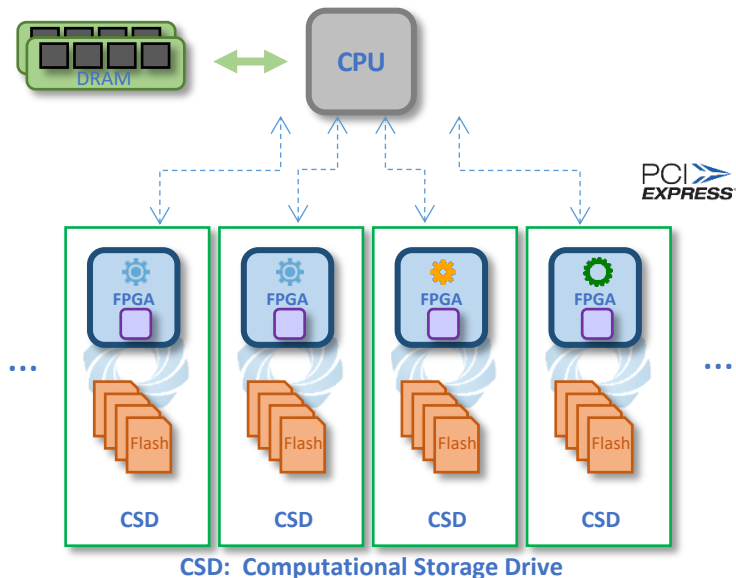 DRAM
CPU
PCI
EXPRESS
FPGA FPGA FPGA FPGA
... ...
Flash Flash Flash Flash
CSD CSD CSD CSD
CSD: Computational Storage Drive